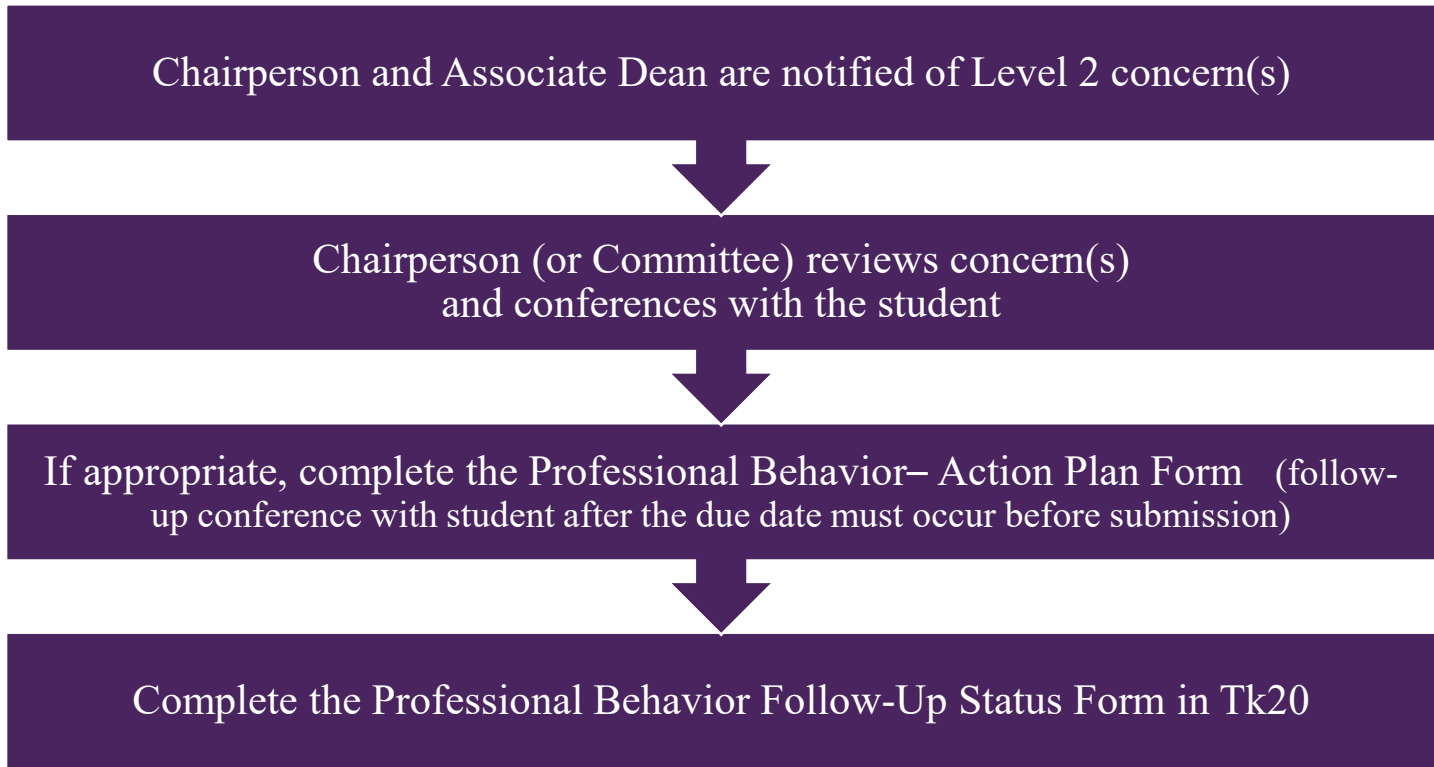 Chairperson and Associate Dean are notified of Level 2 concern(s)
Chairperson (or Committee) reviews concern(s)
and conferences with the student
If appropriate, complete the Professional Behavior– Action Plan Form (follow-
up conference with student after the due date must occur before submission)
Complete the Professional Behavior Follow-Up Status Form in Tk20